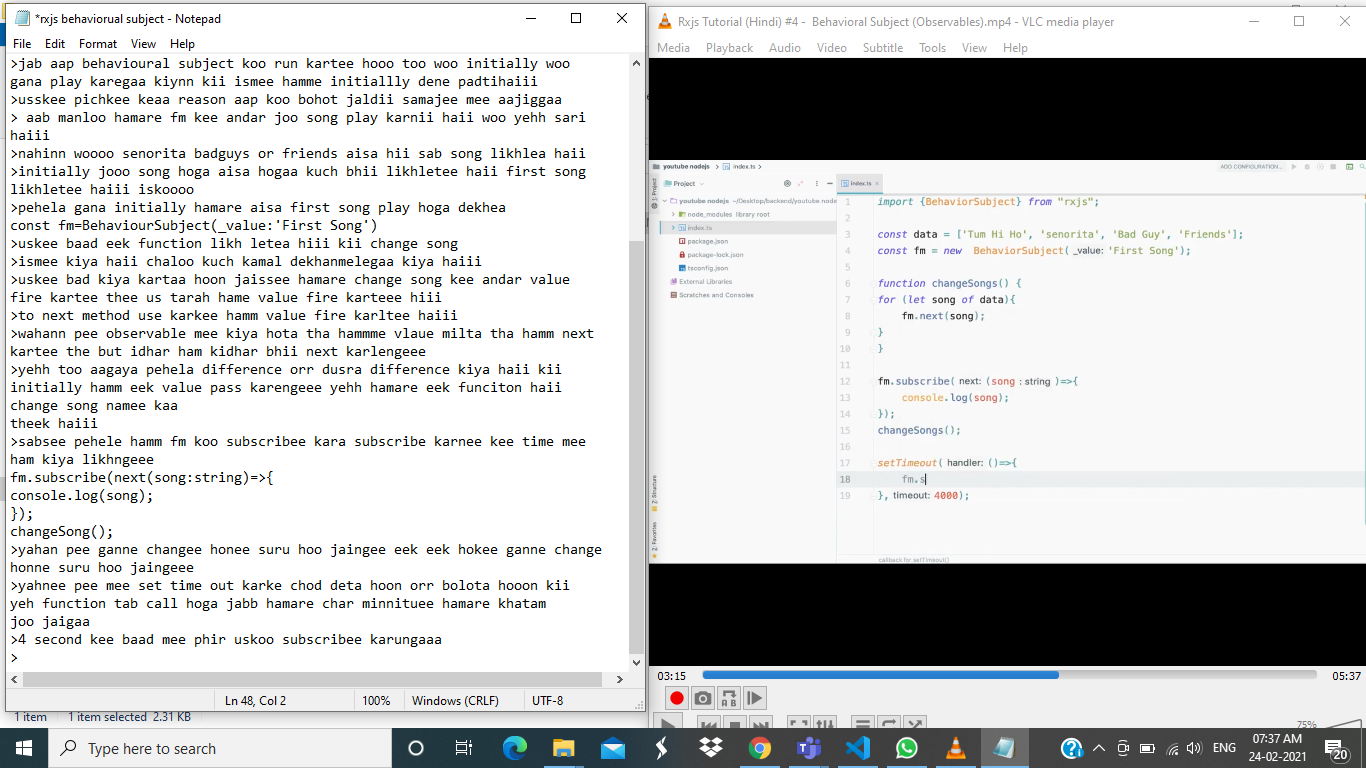 *rxjs behaviorual subject - Notepad
File Edit Format View Help
>jab aap behavioural subject koo run kartee hooo too woo initially woo
gana play karegaa kiynn kii ismee hamme initiallly dene padtihaiii
>usskee pichkee keaa reason aap koo bohot jaldii samajee mee aajiggaa
> aab manloo hamare fm kee andar joo song play karnii haii woo yehh sari
haiii
>nahinn woooo senorita badguys or friends aisa hii sab song likhlea haii
>initially jooo song hoga aisa hogaa kuch bhii likhletee haii first song
likhletee haiii iskoooo
>pehela gana initially hamare aisa first song play hoga dekhea
const fm=BehaviourSubject(_value:'First Song')
>uskee baad eek function likh letea hiii kii change song
>ismee kiya haii chaloo kuch kamal dekhanmelegaa kiya haiii
>uskee bad kiya kartaa hoon jaissee hamare change song kee andar value
fire kartee thee us tarah hame value fire karteee hiii
>to next method use karkee hamm value fire karltee haiii
>wahann pee observable mee kiya hota tha hammme vlaue milta tha hamm next
kartee the but idhar ham kidhar bhii next karlengeee
>yehh too aagaya pehela difference orr dusra difference kiya haii kii
initially hamm eek value pass karengeee yehh hamare eek funciton haii
change song namee kaa
theek haiii
>sabsee pehele hamm fm koo subscribee kara subscribe karnee kee time mee
ham kiya likhngeee
fm.subscribe(next(song:string)=>{
console.log(song);
});
changeSong();
>yahan pee ganne changee honee suru hoo jaingee eek eek hokee ganne change
honne suru hoo jaingeee
>yahnee pee mee set time out karke chod deta hoon orr bolota hooon kii
yeh function tab call hoga jabb hamare char minnituee hamare khatam
joo jaigaa
>4 second kee baad mee phir uskoo subscribee karungaaa
>
Ln 48, Col 2 100% Windows (CRLF) UTF-8
1 item 1 item selected 2.31 KB
Rxjs Tutorial (Hindi) #4 - Behavioral Subject (Observables).mp4 - VLC media player
Media Playback Audio Video Subtitle Tools View Help
youtube nodejs index.ts
ADD CONFIGURATION...
Project
index.ts
1: Project
youtube nodejs ~/Desktop/backend/youtube node
node_modules library root
index.ts
package.json
package-lock.json
tsconfig.json
External Libraries
Scratches and Consoles
Z: Structure
2: Favorites
1 import {BehaviorSubject} from "rxjs";
2
3 const data = ['Tum Hi Ho', 'senorita', 'Bad Guy', 'Friends'];
4 const fm = new BehaviorSubject( _value: 'First Song');
5
6 function changeSongs() {
7 for (let song of data){
8 fm.next(song);
9 }
10 }
11
12 fm.subscribe( next: (song : string )=>{
13 console.log(song);
14 });
15 changeSongs();
16
17 setTimeout( handler: ()=>{
18 fm.s
19 }, timeout: 4000);
callback for setTimeout()
03:15 05:37
75%
Type here to search
ENG
07:37 AM
24-02-2021
20